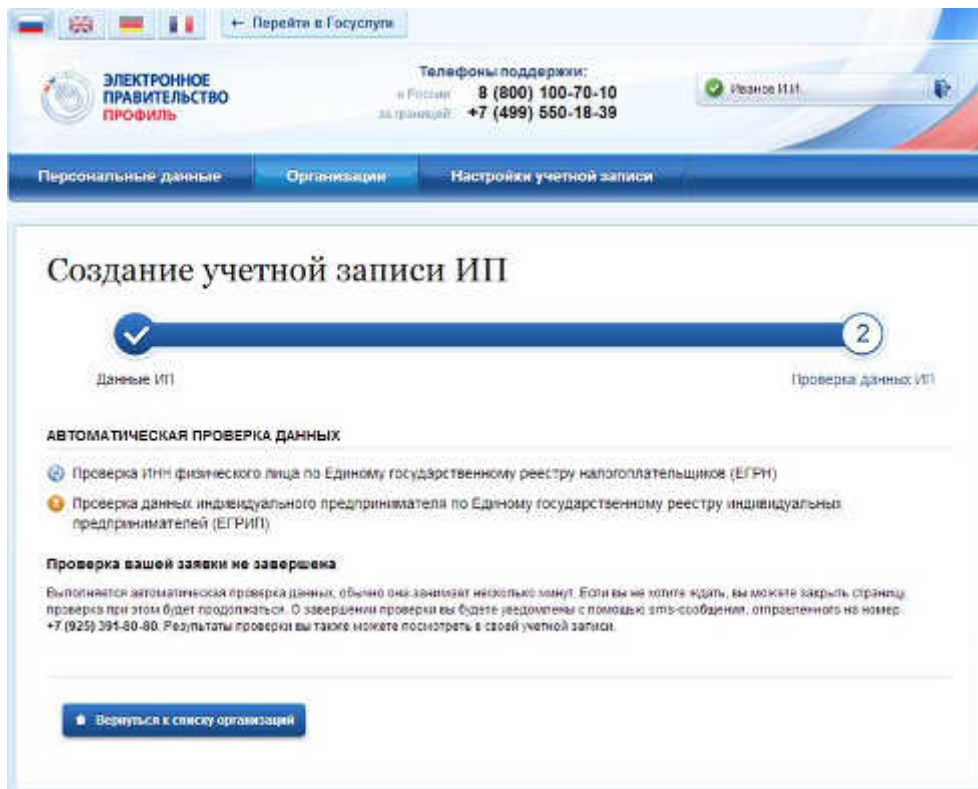 ← Перейти в Госуслуги
ЭЛЕКТРОННОЕ
ПРАВИТЕЛЬСТВО
ПРОФИЛЬ
Телефоны поддержки:
в России 8 (800) 100-70-10
за границей +7 (499) 550-18-39
Иванов И.И.
Персональные данные Организации Настройки учетной записи
Создание учетной записи ИП
2
Данные ИП Проверка данных ИП
АВТОМАТИЧЕСКАЯ ПРОВЕРКА ДАННЫХ
Проверка ИНН физического лица по Единому государственному реестру налогоплательщиков (ЕГРН)
Проверка данных индивидуального предпринимателя по Единому государственному реестру индивидуальных
предпринимателей (ЕГРИП)
Проверка вашей заявки не завершена
Выполняется автоматическая проверка данных, обычно она занимает несколько минут. Если вы не хотите ждать, вы можете закрыть страницу,
проверка при этом будет продолжаться. О завершении проверки вы будете уведомлены с помощью sms-сообщения, отправленного на номер
+7 (925) 391-80-80. Результаты проверки вы также можете посмотреть в своей учетной записи.
Вернуться к списку организаций